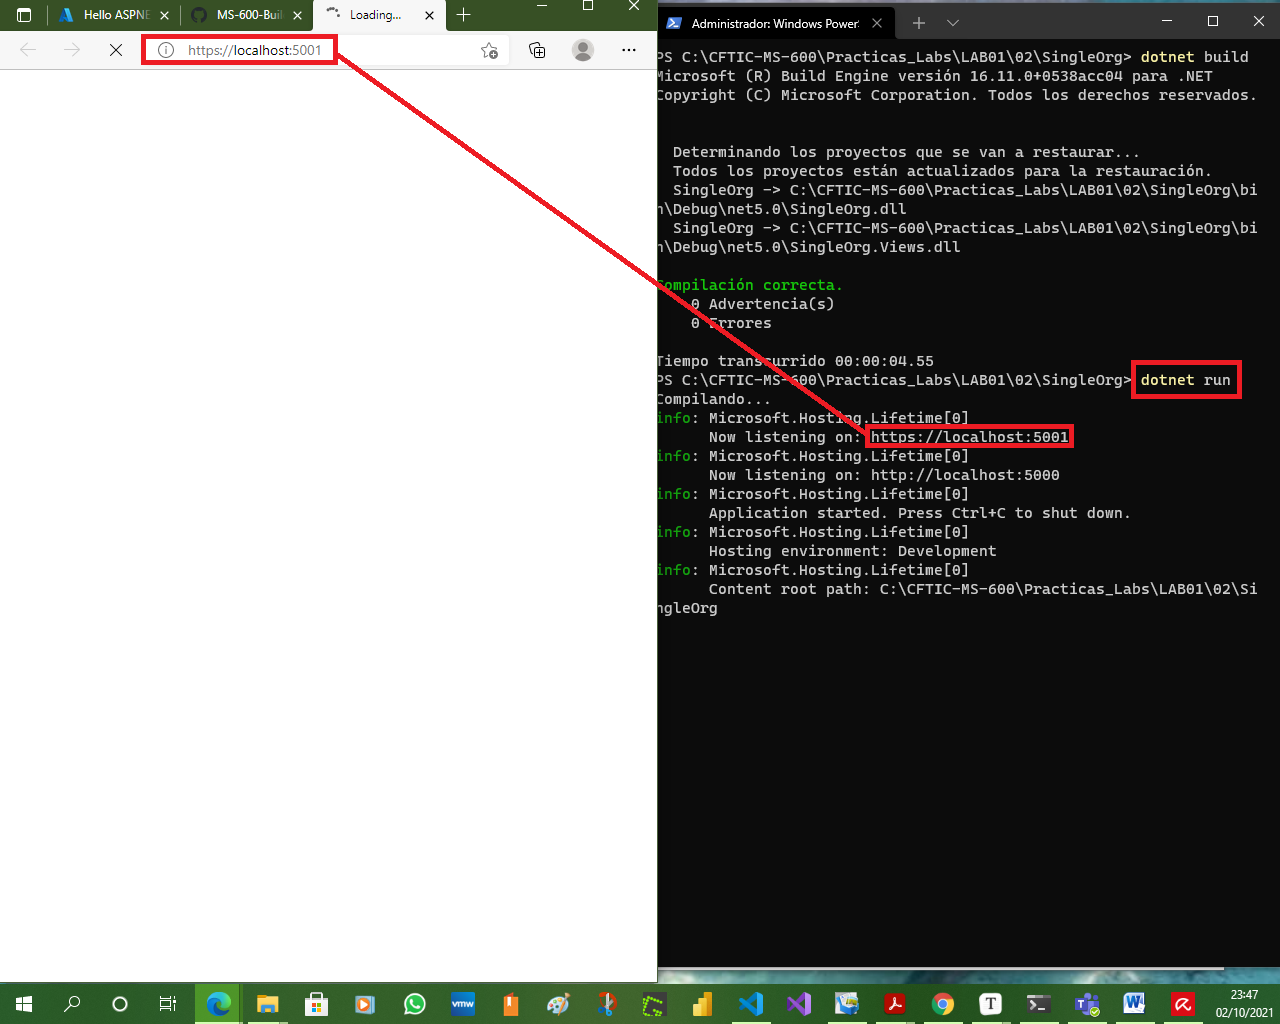 Hello ASPNE
MS-600-Buil
Loading...
https://localhost:5001
Administrador: Windows PowerS
PS C:\CFTIC-MS-600\Practicas_Labs\LAB01\02\SingleOrg> dotnet build
Microsoft (R) Build Engine versión 16.11.0+0538acc04 para .NET
Copyright (C) Microsoft Corporation. Todos los derechos reservados.
Determinando los proyectos que se van a restaurar...
Todos los proyectos están actualizados para la restauración.
SingleOrg -> C:\CFTIC-MS-600\Practicas_Labs\LAB01\02\SingleOrg\bi
n\Debug\net5.0\SingleOrg.dll
SingleOrg -> C:\CFTIC-MS-600\Practicas_Labs\LAB01\02\SingleOrg\bi
n\Debug\net5.0\SingleOrg.Views.dll
Compilación correcta.
0 Advertencia(s)
0 Errores
Tiempo transcurrido 00:00:04.55
PS C:\CFTIC-MS-600\Practicas_Labs\LAB01\02\SingleOrg> dotnet run
Compilando...
info: Microsoft.Hosting.Lifetime[0]
Now listening on: https://localhost:5001
info: Microsoft.Hosting.Lifetime[0]
Now listening on: http://localhost:5000
info: Microsoft.Hosting.Lifetime[0]
Application started. Press Ctrl+C to shut down.
info: Microsoft.Hosting.Lifetime[0]
Hosting environment: Development
info: Microsoft.Hosting.Lifetime[0]
Content root path: C:\CFTIC-MS-600\Practicas_Labs\LAB01\02\Si
ngleOrg
vmw
T
23:47
02/10/2021